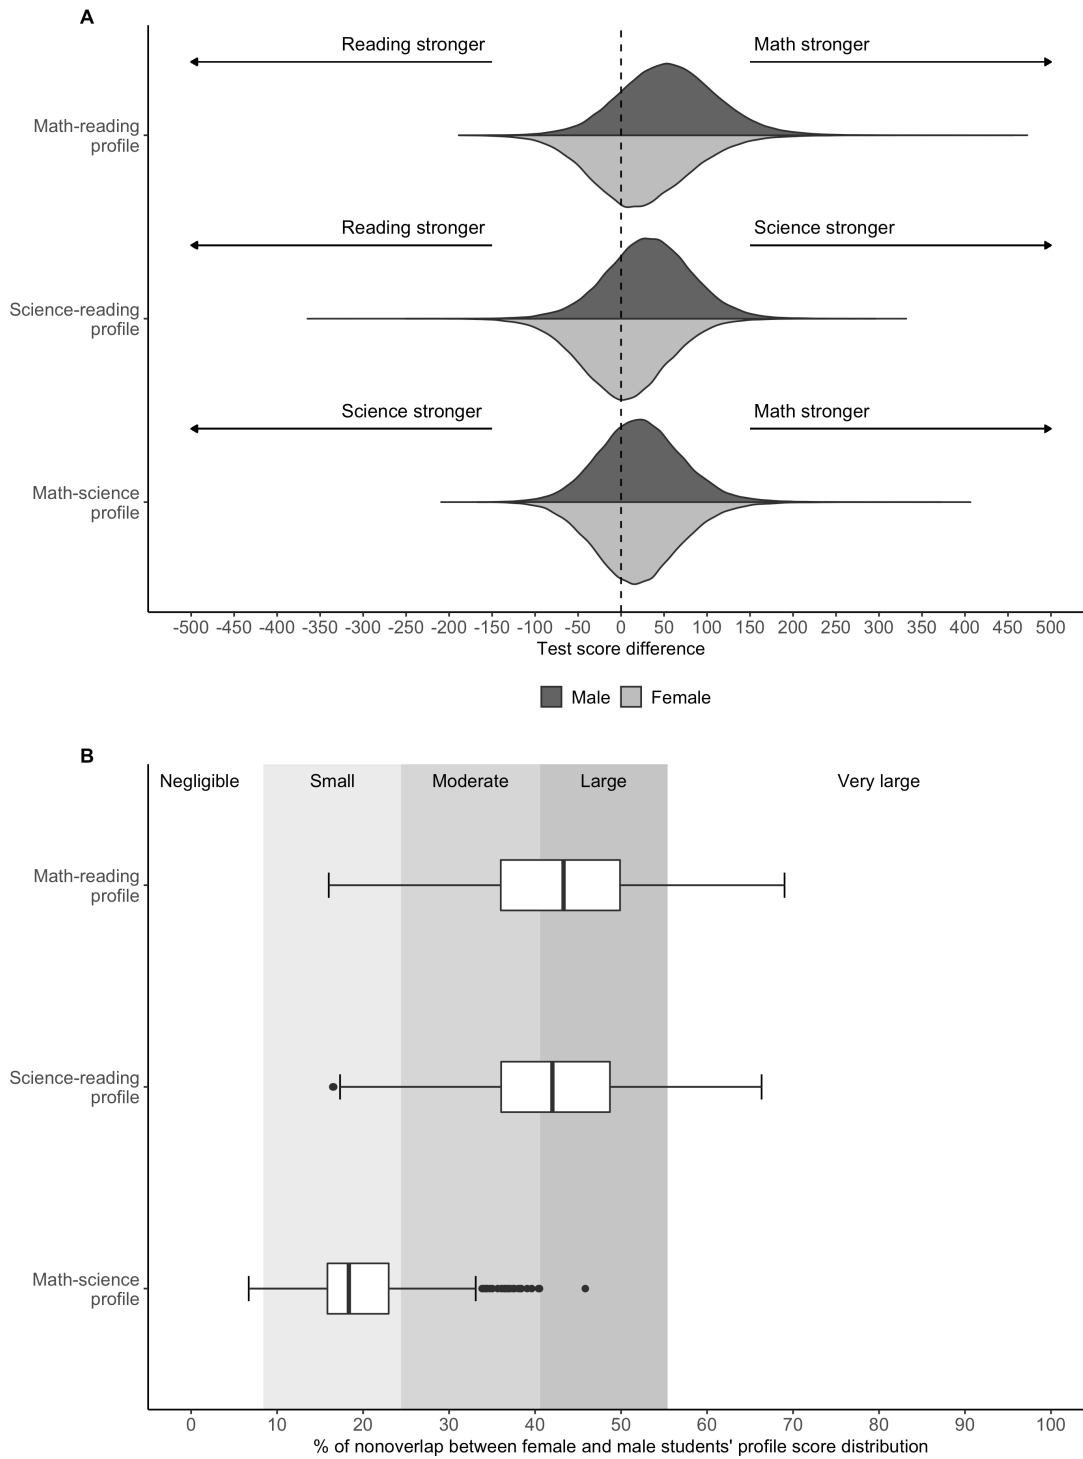 A
Reading stronger
Math stronger
Math-reading
profile
Reading stronger
Science stronger
Science-reading
profile
Science stronger
Math stronger
Math-science
profile
-500 -450 -400 -350 -300 -250 -200 -150 -100 -50 0 50 100 150 200 250 300 350 400 450 500
Test score difference
Male Female
B
Negligible Small Moderate Large Very large
Math-reading
profile
Science-reading
profile
Math-science
profile
0 10 20 30 40 50 60 70 80 90 100
% of nonoverlap between female and male students' profile score distribution